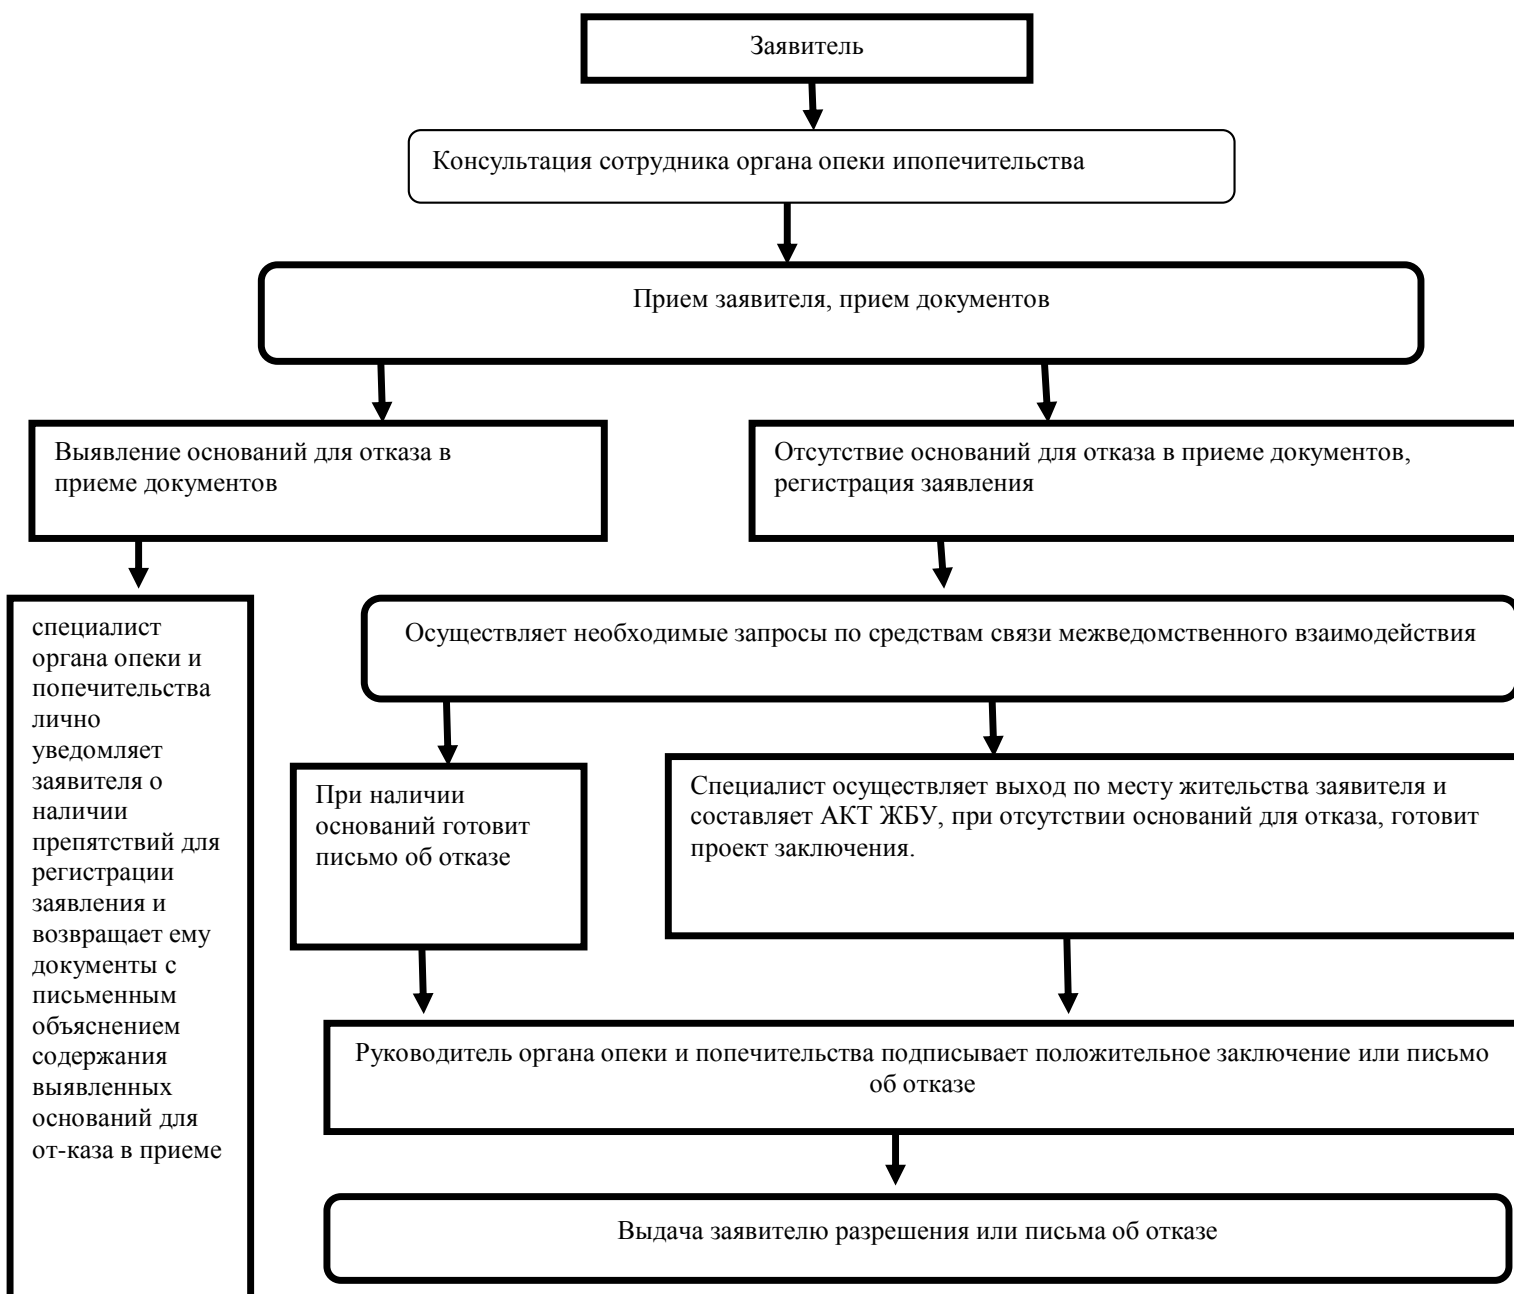 Заявитель
Консультация сотрудника органа опеки ипопечительства
Прием заявителя, прием документов
Выявление оснований для отказа в
приеме документов
Отсутствие оснований для отказа в приеме документов,
регистрация заявления
специалист
органа опеки и
попечительства
лично
уведомляет
заявителя о
наличии
препятствий для
регистрации
заявления и
возвращает ему
документы с
письменным
объяснением
содержания
выявленных
оснований для
от-каза в приеме
Осуществляет необходимые запросы по средствам связи межведомственного взаимодействия
При наличии
оснований готовит
письмо об отказе
Специалист осуществляет выход по месту жительства заявителя и
составляет АКТ ЖБУ, при отсутствии оснований для отказа, готовит
проект заключения.
Руководитель органа опеки и попечительства подписывает положительное заключение или письмо
об отказе
Выдача заявителю разрешения или письма об отказе